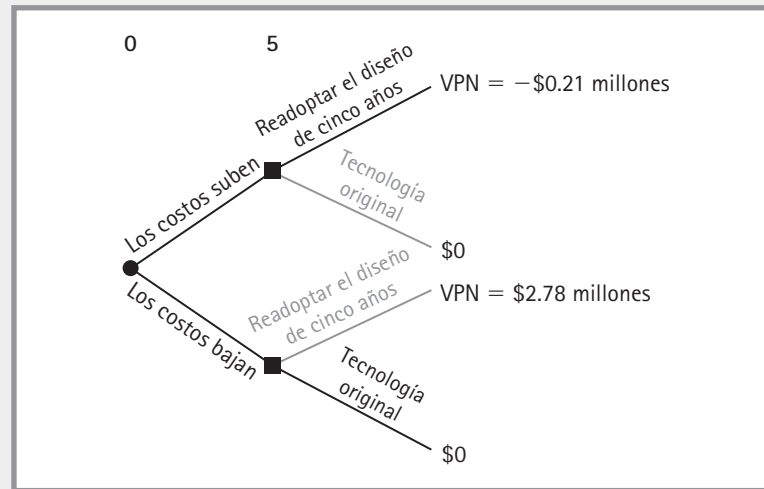 0 5
Readoptar el diseño
de cinco años
VPN = −$0.21 millones
Los costos suben
Tecnología
original
$0
Readoptar el diseño
de cinco años
VPN = $2.78 millones
Los costos bajan
Tecnología
original
$0